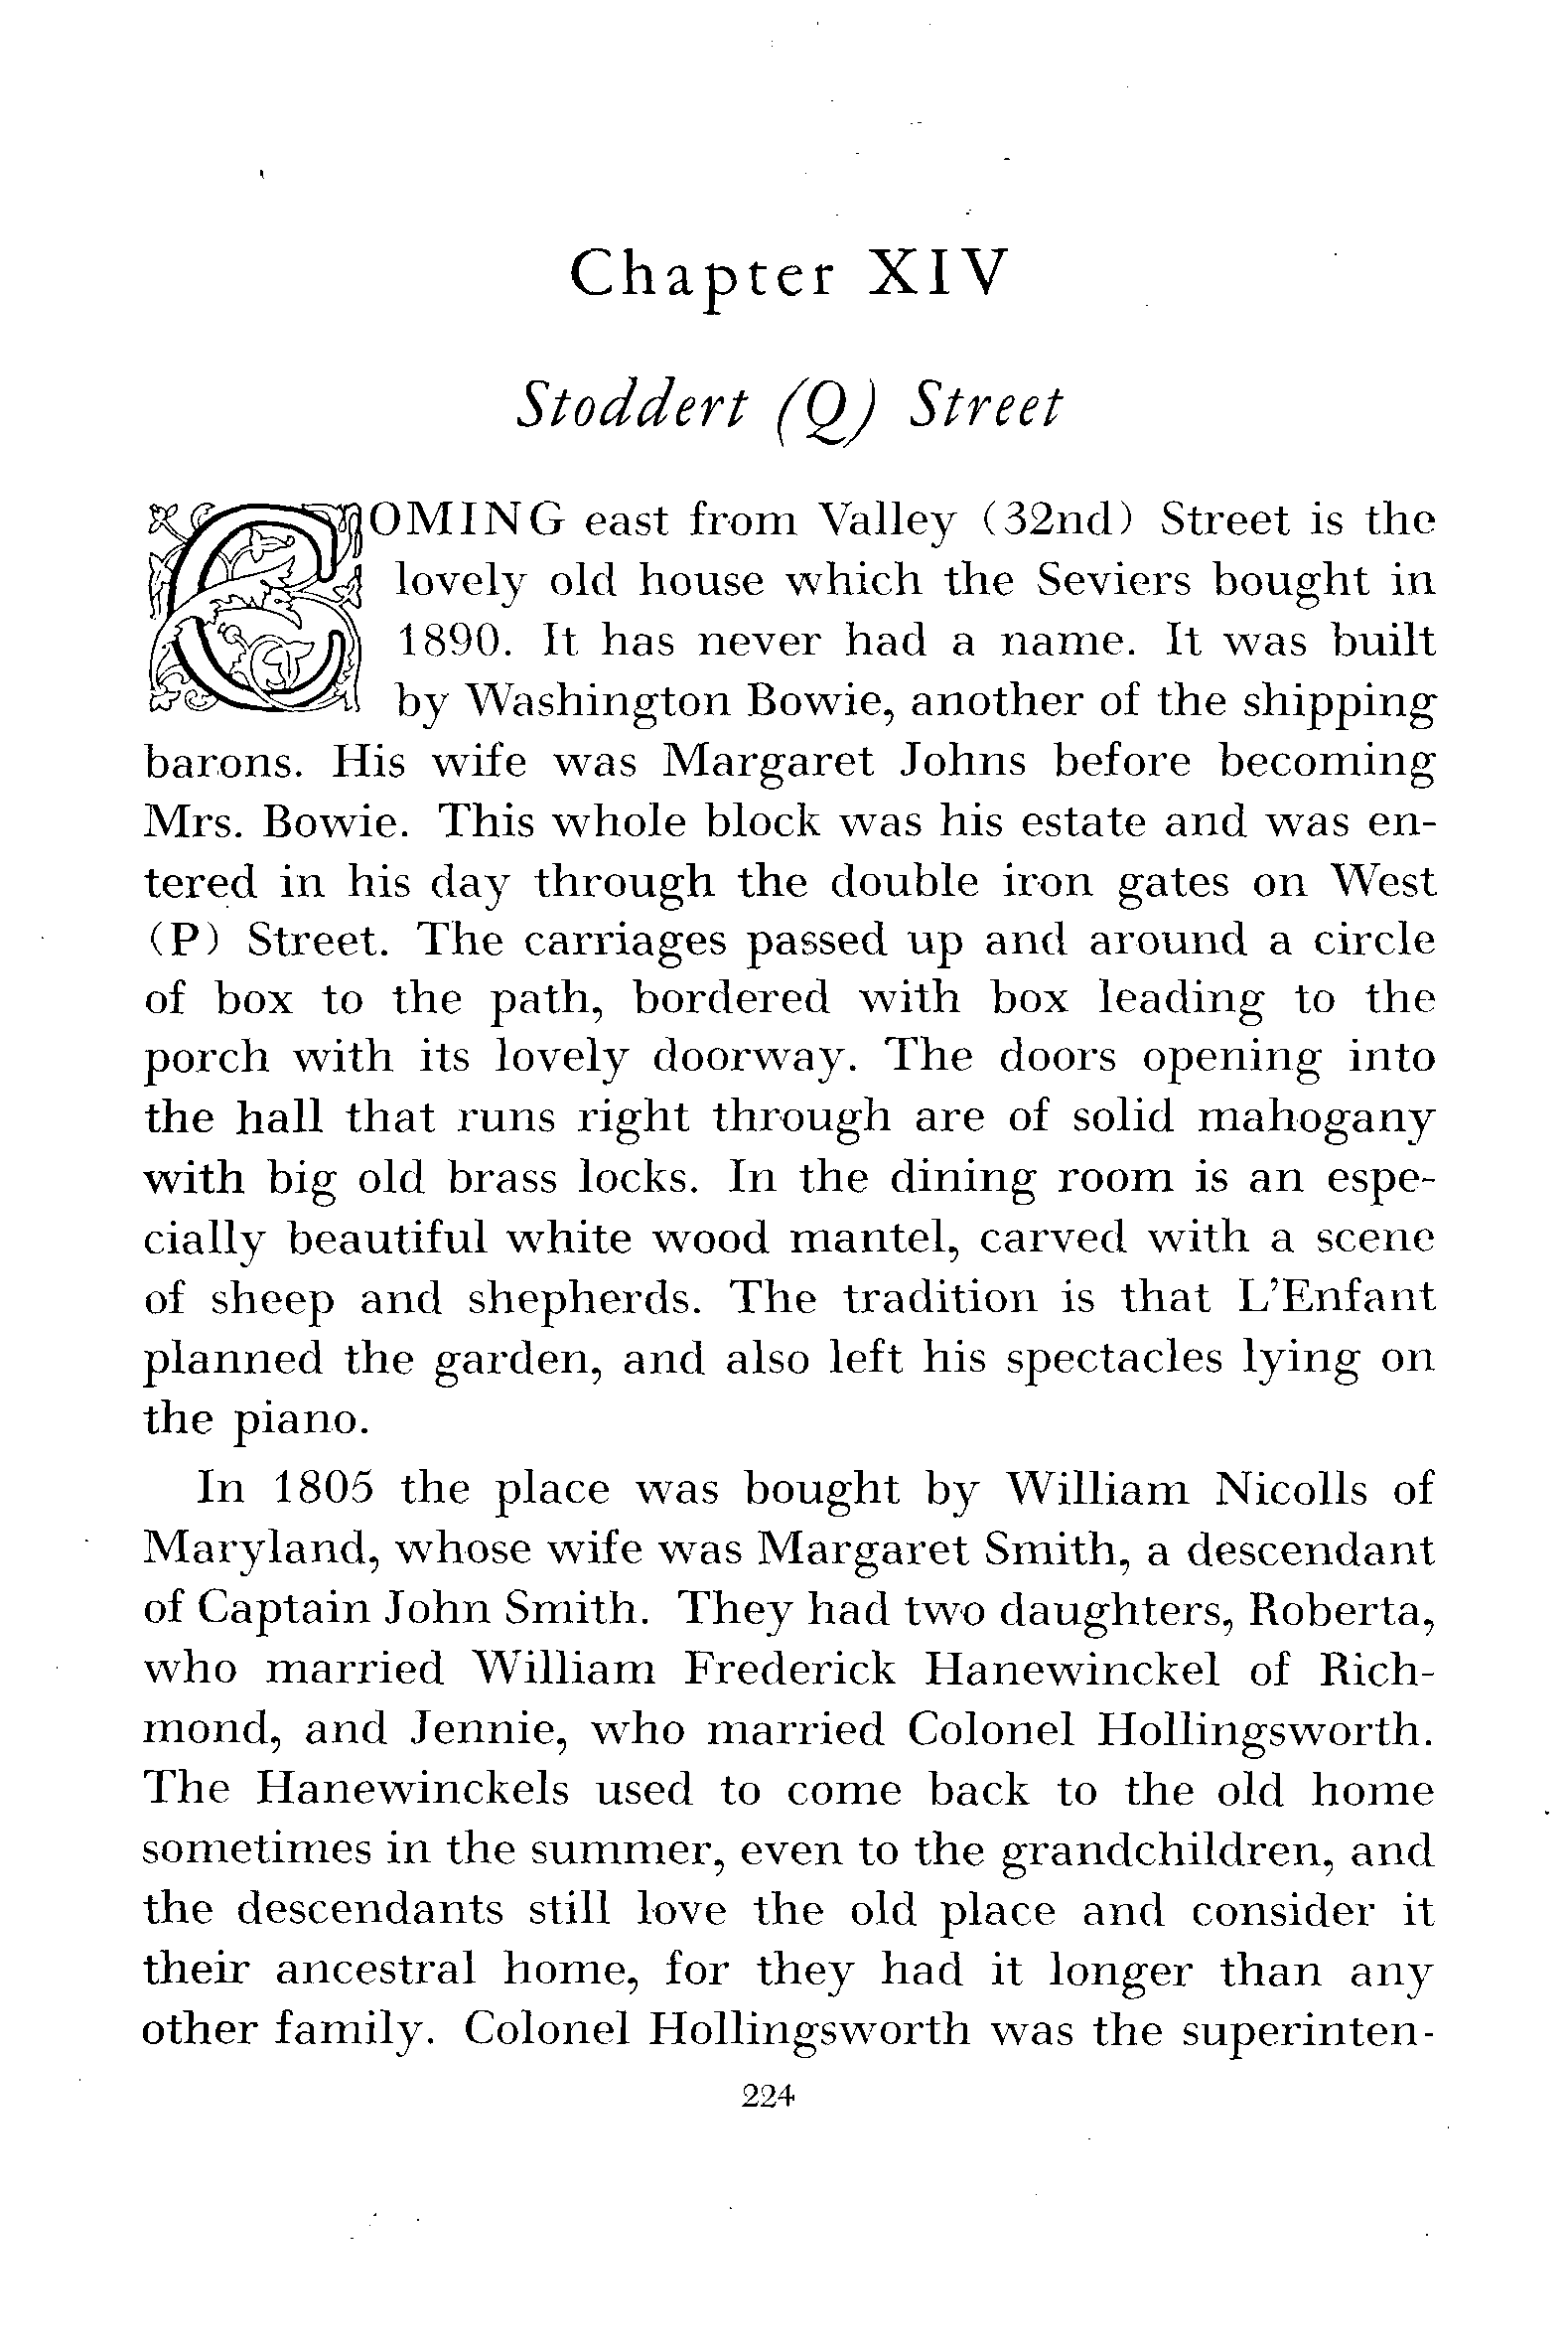 Chapter XIV
Stoddert (Q) Street
COMING east from Valley (32nd) Street is the
lovely old house which the Seviers bought in
1890. It has never had a name. It was built
by Washington Bowie, another of the shipping
barons. His wife was Margaret Johns before becoming
Mrs. Bowie. This whole block was his estate and was en-
tered in his day through the double iron gates on West
(P) Street. The carriages passed up and around a circle
of box to the path, bordered with box leading to the
porch with its lovely doorway. The doors opening into
the hall that runs right through are of solid mahogany
with big old brass locks. In the dining room is an espe-
cially beautiful white wood mantel, carved with a scene
of sheep and shepherds. The tradition is that L'Enfant
planned the garden, and also left his spectacles lying on
the piano.
In 1805 the place was bought by William Nicolls of
Maryland, whose wife was Margaret Smith, a descendant
of Captain John Smith. They had two daughters, Roberta,
who married William Frederick Hanewinckel of Rich-
mond, and Jennie, who married Colonel Hollingsworth.
The Hanewinckels used to come back to the old home
sometimes in the summer, even to the grandchildren, and
the descendants still love the old place and consider it
their ancestral home, for they had it longer than any
other family. Colonel Hollingsworth was the superinten-
224